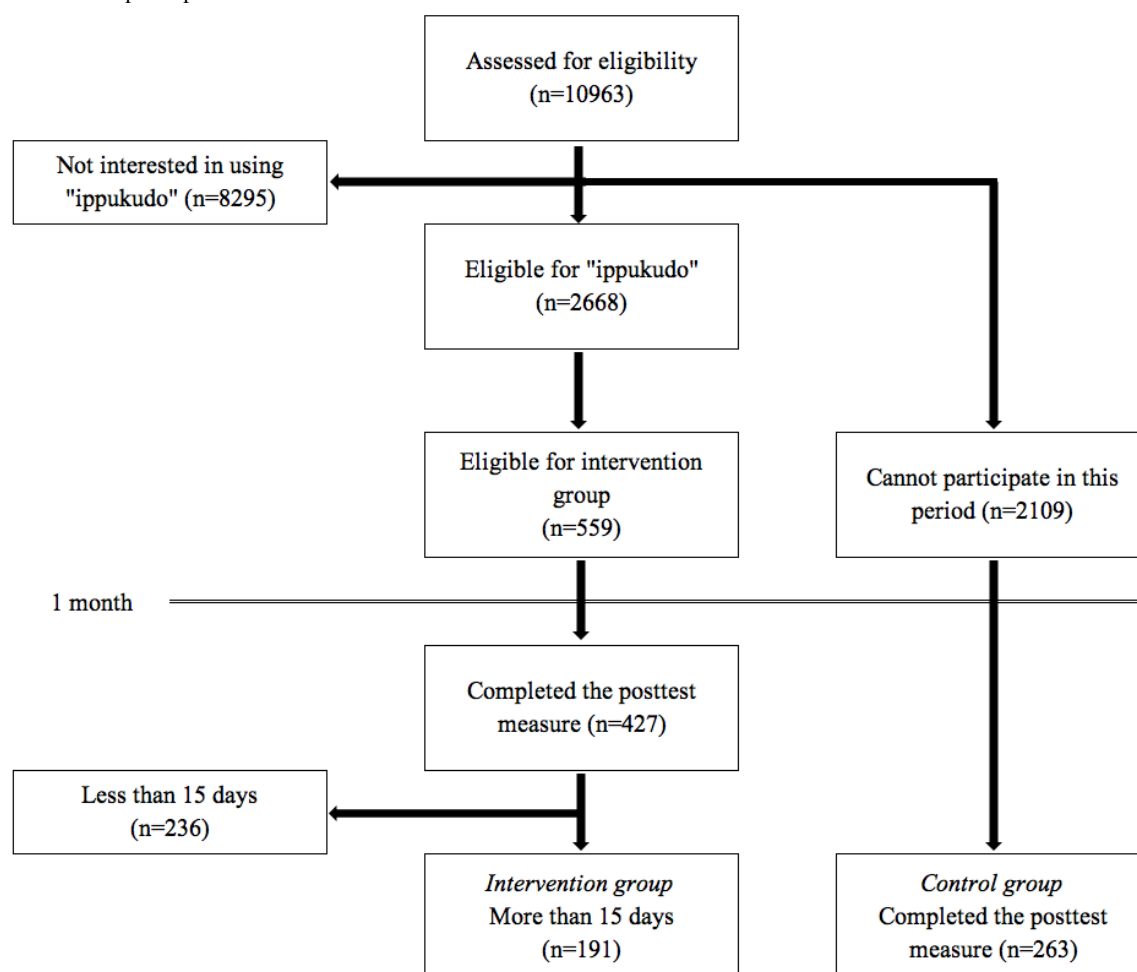 Assessed for eligibility
(n=10963)
Not interested in using
"ippukudo" (n=8295)
Eligible for "ippukudo"
(n=2668)
Eligible for intervention
group
(n=559)
Cannot participate in this
period (n=2109)
1 month
Completed the posttest
measure (n=427)
Less than 15 days
(n=236)
Intervention group
More than 15 days
(n=191)
Control group
Completed the posttest
measure (n=263)